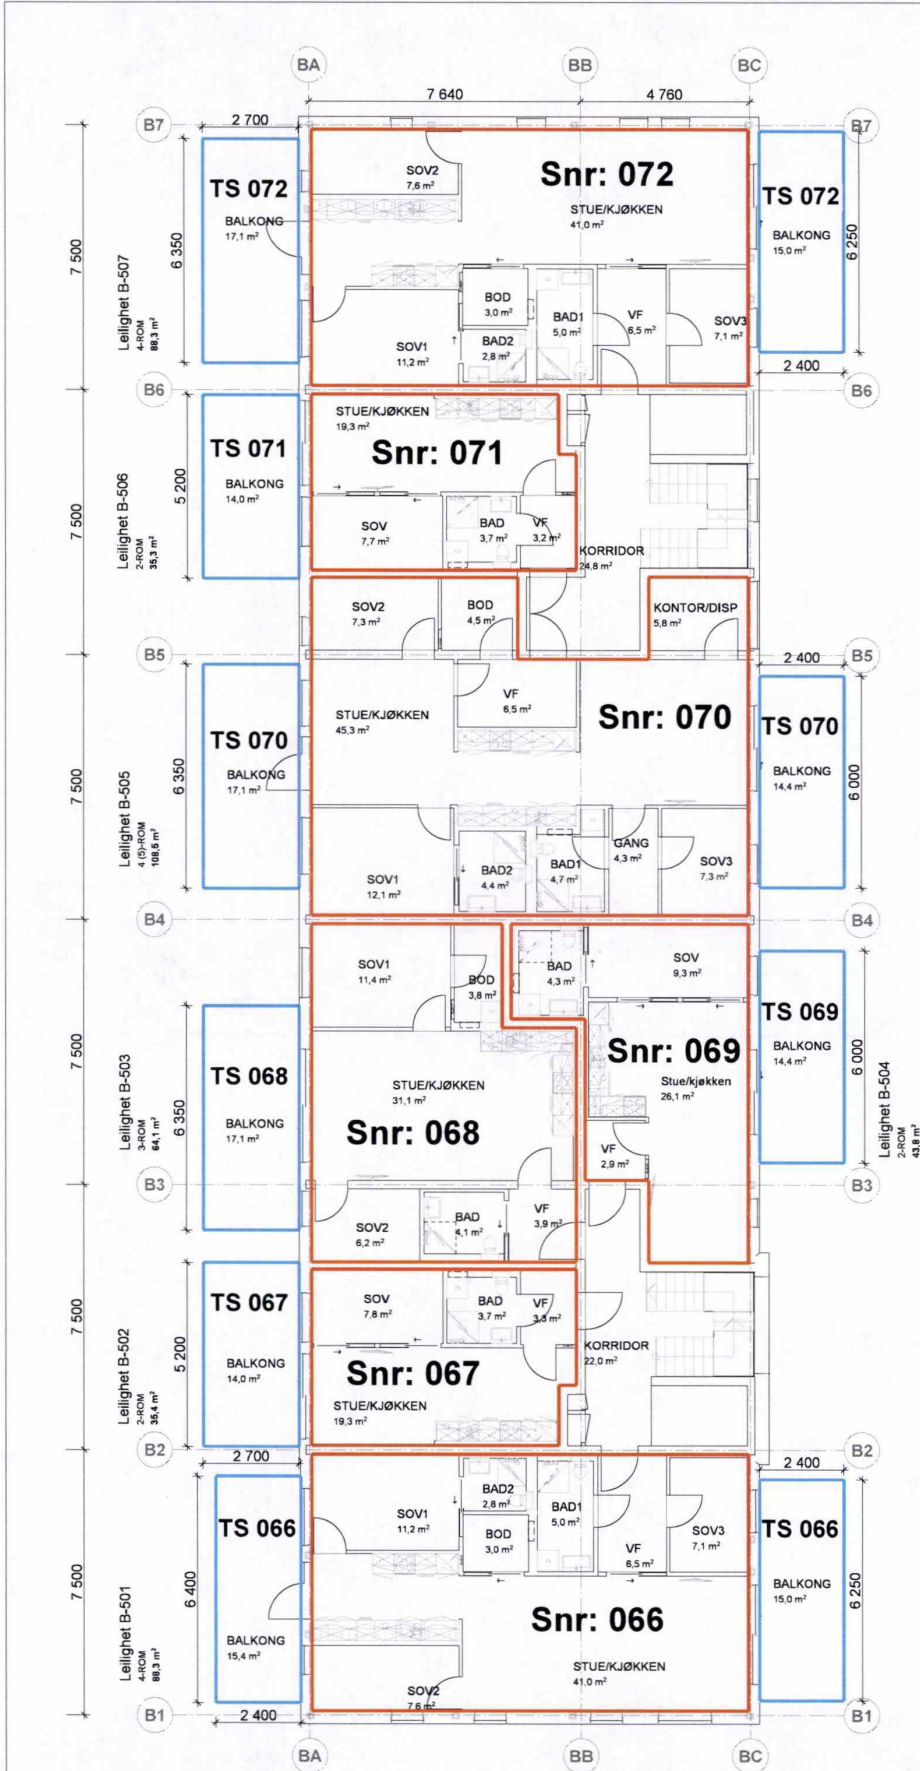 BA
BB
BC
7 640
4 760
B7
2 700
B7
TS 072
BALKONG
17,1 m²
6 350
7 500
Leilighet B-507
4-ROM
88,3 m²
SOV2
7,6 m²
Snr: 072
STUE/KJØKKEN
41,0 m²
TS 072
BALKONG
15,0 m²
6 250
BOD
3,0 m²
BAD1
5,0 m²
VF
6,5 m²
SOV3
7,1 m²
SOV1
11,2 m²
BAD2
2,8 m²
2 400
B6
B6
STUE/KJØKKEN
19,3 m²
Snr: 071
TS 071
BALKONG
14,0 m²
5 200
7 500
Leilighet B-506
2-ROM
35,3 m²
SOV
7,7 m²
BAD
3,7 m²
VF
3,2 m²
KORRIDOR
24,8 m²
SOV2
7,3 m²
BOD
4,5 m²
KONTOR/DISP
5,8 m²
B5
B5
2 400
VF
6,5 m²
STUE/KJØKKEN
45,3 m²
Snr: 070
TS 070
BALKONG
17,1 m²
6 350
7 500
Leilighet B-505
4 (5)-ROM
108,5 m²
TS 070
BALKONG
14,4 m²
6 000
SOV1
12,1 m²
BAD2
4,4 m²
BAD1
4,7 m²
GANG
4,3 m²
SOV3
7,3 m²
B4
B4
SOV1
11,4 m²
BOD
3,8 m²
BAD
4,3 m²
SOV
9,3 m²
TS 069
BALKONG
14,4 m²
6 000
Leilighet B-504
2-ROM
43,8 m²
Snr: 069
Stue/kjøkken
26,1 m²
TS 068
BALKONG
17,1 m²
6 350
7 500
Leilighet B-503
3-ROM
64,1 m²
STUE/KJØKKEN
31,1 m²
Snr: 068
VF
2,9 m²
B3
B3
SOV2
6,2 m²
BAD
4,1 m²
VF
3,9 m²
TS 067
BALKONG
14,0 m²
5 200
7 500
Leilighet B-502
2-ROM
35,4 m²
SOV
7,8 m²
BAD
3,7 m²
VF
3,3 m²
KORRIDOR
22,0 m²
Snr: 067
STUE/KJØKKEN
19,3 m²
B2
B2
2 700
2 400
TS 066
BALKONG
15,4 m²
6 400
7 500
Leilighet B-501
4-ROM
88,3 m²
SOV1
11,2 m²
BAD2
2,8 m²
BOD
3,0 m²
BAD1
5,0 m²
VF
6,5 m²
SOV3
7,1 m²
TS 066
BALKONG
15,0 m²
6 250
Snr: 066
STUE/KJØKKEN
41,0 m²
SOV2
7,6 m²
B1
2 400
B1
BA
BB
BC